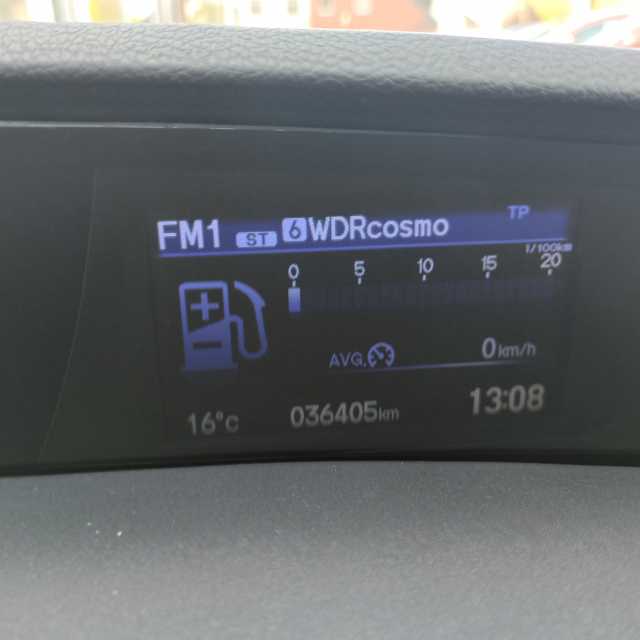 FM1 ST 6 WDRcosmo TP
l/100km
0 5 10 15 20
AVG. 0km/h
16°C 036405km 13:08